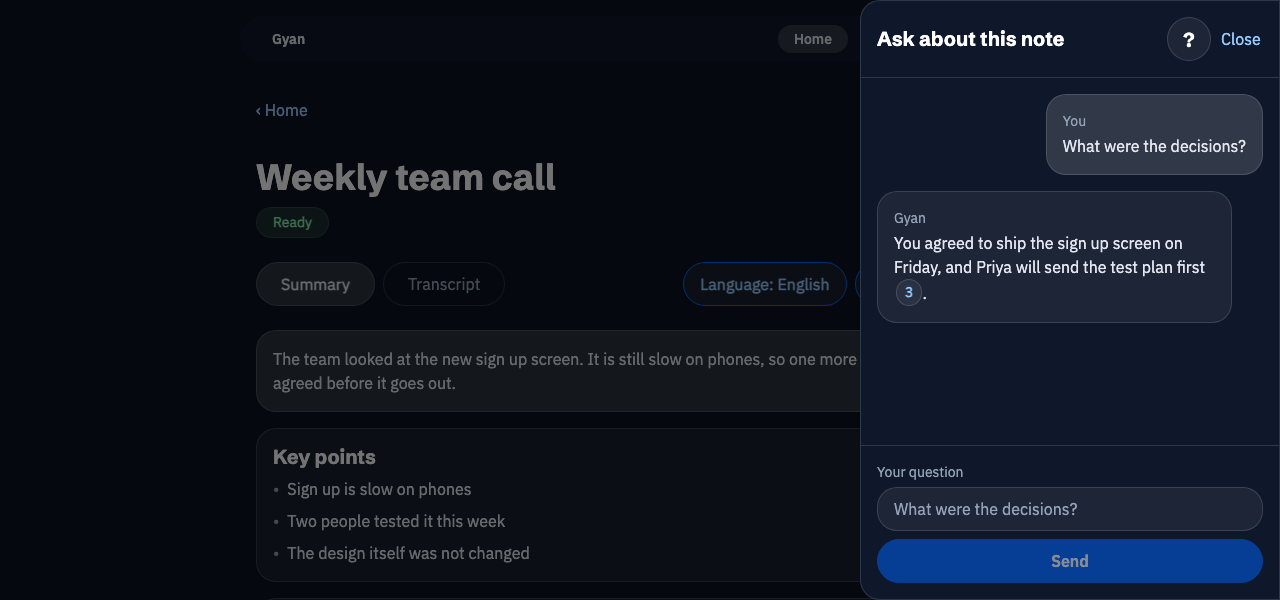 Gyan
Home
‹ Home
Weekly team call
Ready
Summary
Transcript
Language: English
The team looked at the new sign up screen. It is still slow on phones, so one more
agreed before it goes out.
Key points
• Sign up is slow on phones
• Two people tested it this week
• The design itself was not changed
Ask about this note
?
Close
You
What were the decisions?
Gyan
You agreed to ship the sign up screen on
Friday, and Priya will send the test plan first
3 .
Your question
What were the decisions?
Send